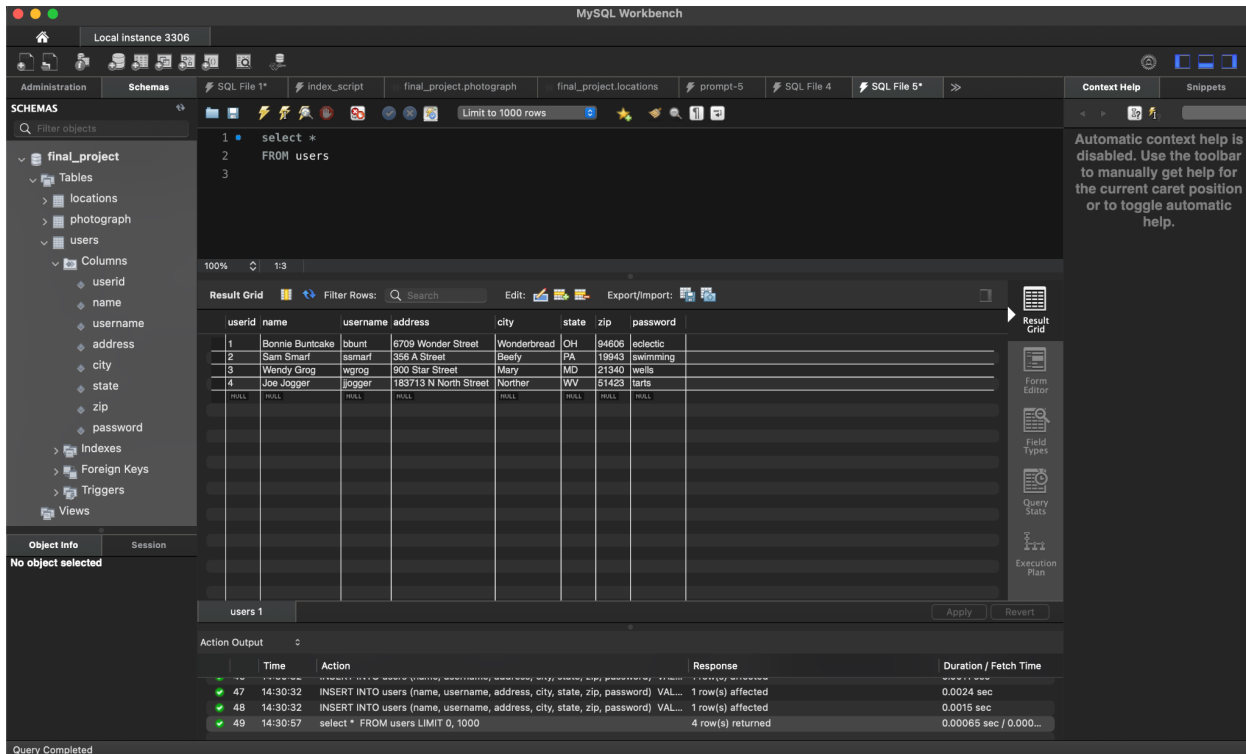 MySQL Workbench
Local instance 3306
Administration Schemas
SQL File 1* index_script final_project.photograph final_project.locations prompt-5 SQL File 4 SQL File 5* >>
Context Help Snippets
SCHEMAS
Filter objects
final_project
Tables
locations
photograph
users
Columns
userid
name
username
address
city
state
zip
password
Indexes
Foreign Keys
Triggers
Views
Object Info Session
No object selected
Limit to 1000 rows
1 select *
2 FROM users
3
100% 1:3
Result Grid Filter Rows: Search Edit: Export/Import:
userid name username address city state zip password
1 Bonnie Buntcake bbunt 6709 Wonder Street Wonderbread OH 94606 eclectic
2 Sam Smarf ssmarf 356 A Street Beefy PA 19943 swimming
3 Wendy Grog wgrog 900 Star Street Mary MD 21340 wells
4 Joe Jogger jjogger 183713 N North Street Norther WV 51423 tarts
NULL NULL NULL NULL NULL NULL NULL NULL
Result
Grid
Form
Editor
Field
Types
Query
Stats
Execution
Plan
users 1
Apply Revert
Action Output
Time Action Response Duration / Fetch Time
47 14:30:32 INSERT INTO users (name, username, address, city, state, zip, password) VAL... 1 row(s) affected 0.0024 sec
48 14:30:32 INSERT INTO users (name, username, address, city, state, zip, password) VAL... 1 row(s) affected 0.0015 sec
49 14:30:57 select * FROM users LIMIT 0, 1000 4 row(s) returned 0.00065 sec / 0.000...
Automatic context help is
disabled. Use the toolbar
to manually get help for
the current caret position
or to toggle automatic
help.
Query Completed